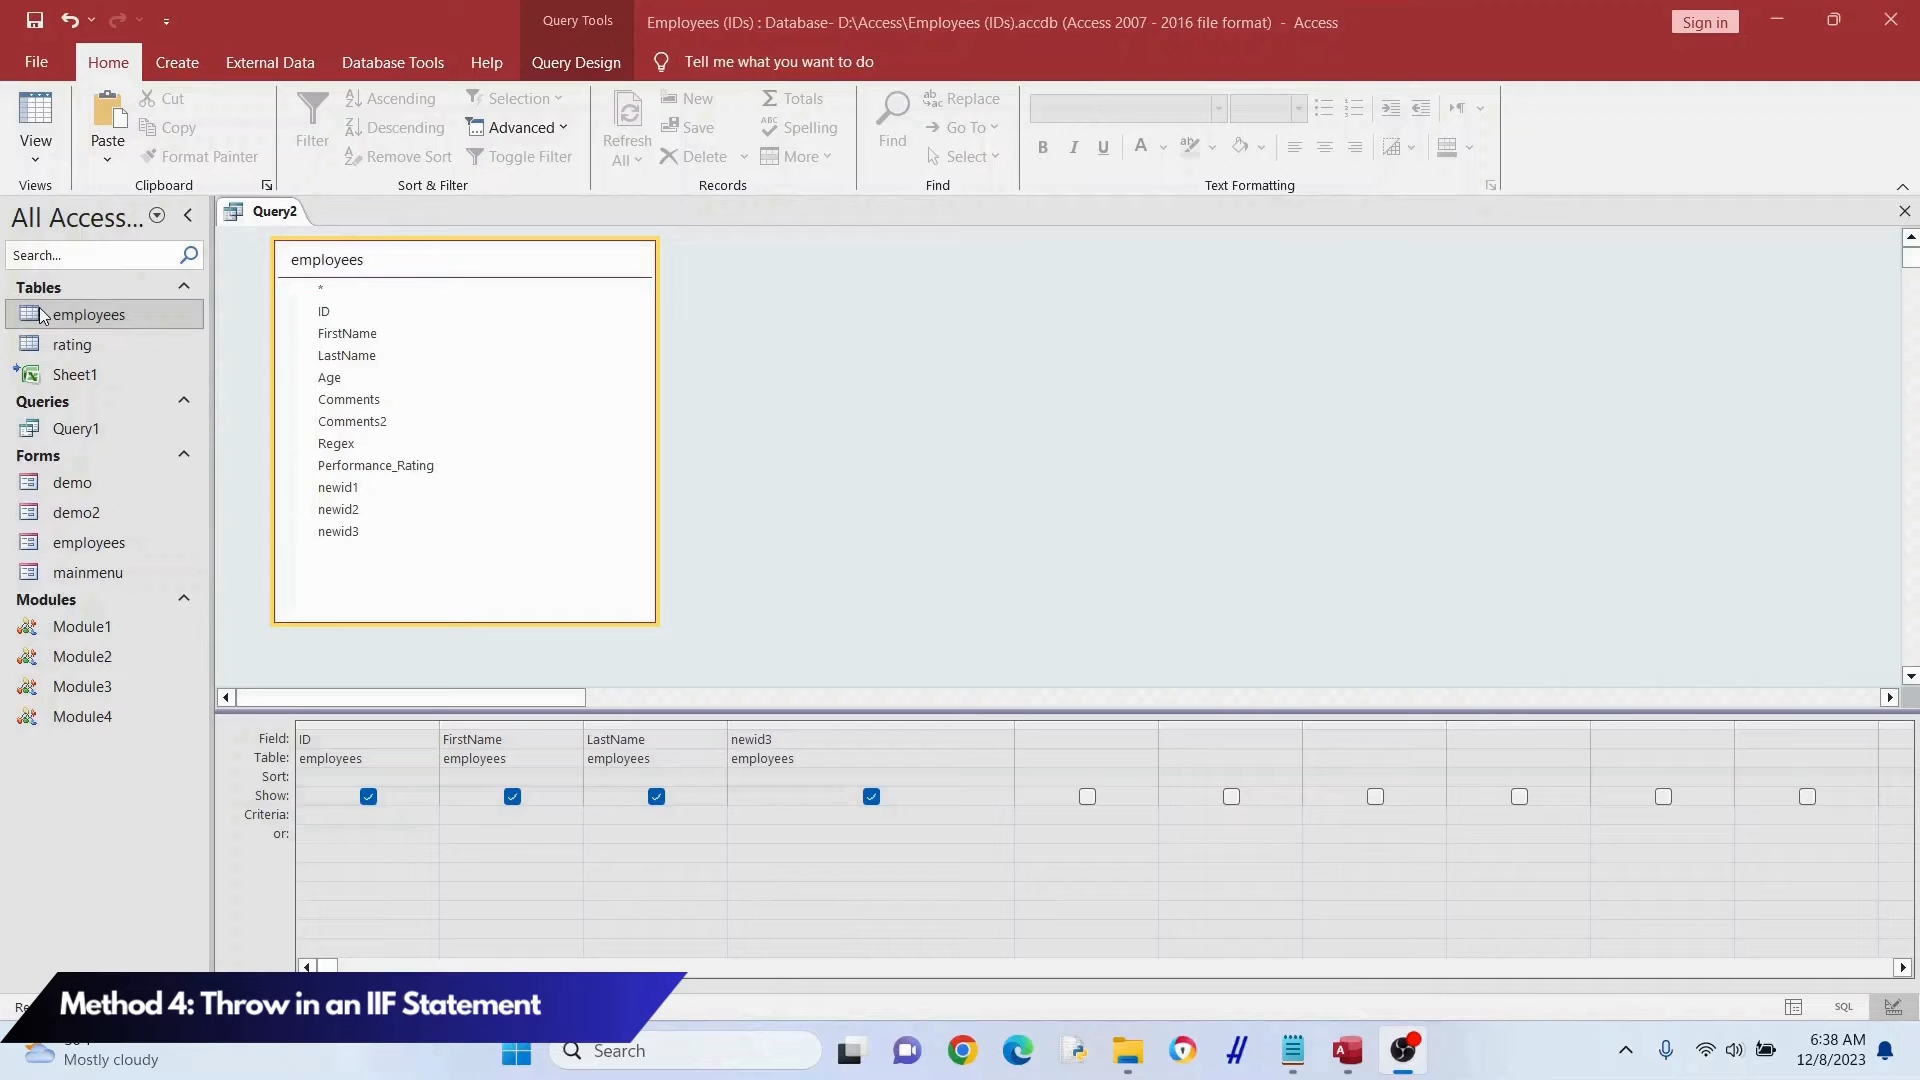 Query Tools
Employees (IDs) : Database- D:\Access\Employees (IDs).accdb (Access 2007 - 2016 file format) - Access
Sign in
File
Home
Create
External Data
Database Tools
Help
Query Design
Tell me what you want to do
View
Views
Paste
Cut
Copy
Format Painter
Clipboard
Filter
Ascending
Descending
Remove Sort
Selection
Advanced
Toggle Filter
Sort & Filter
Refresh
All
New
Save
Delete
Totals
Spelling
More
Records
Find
Replace
Go To
Select
Find
B I U A
Text Formatting
All Access...
Search...
Tables
employees
rating
Sheet1
Queries
Query1
Forms
demo
demo2
employees
mainmenu
Modules
Module1
Module2
Module3
Module4
Query2
employees
*
ID
FirstName
LastName
Age
Comments
Comments2
Regex
Performance_Rating
newid1
newid2
newid3
Field: ID FirstName LastName newid3
Table: employees employees employees employees
Sort:
Show:
Criteria:
or:
Method 4: Throw in an IIF Statement
SQL
Mostly cloudy
Search
6:38 AM
12/8/2023